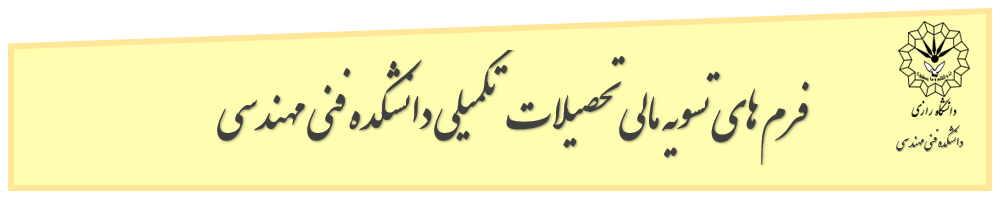 فرم های تسویه مالی تحصیلات تکمیلی دانشکده فنی مهندسی
دانشگاه رازی
دانشکده فنی مهندسی